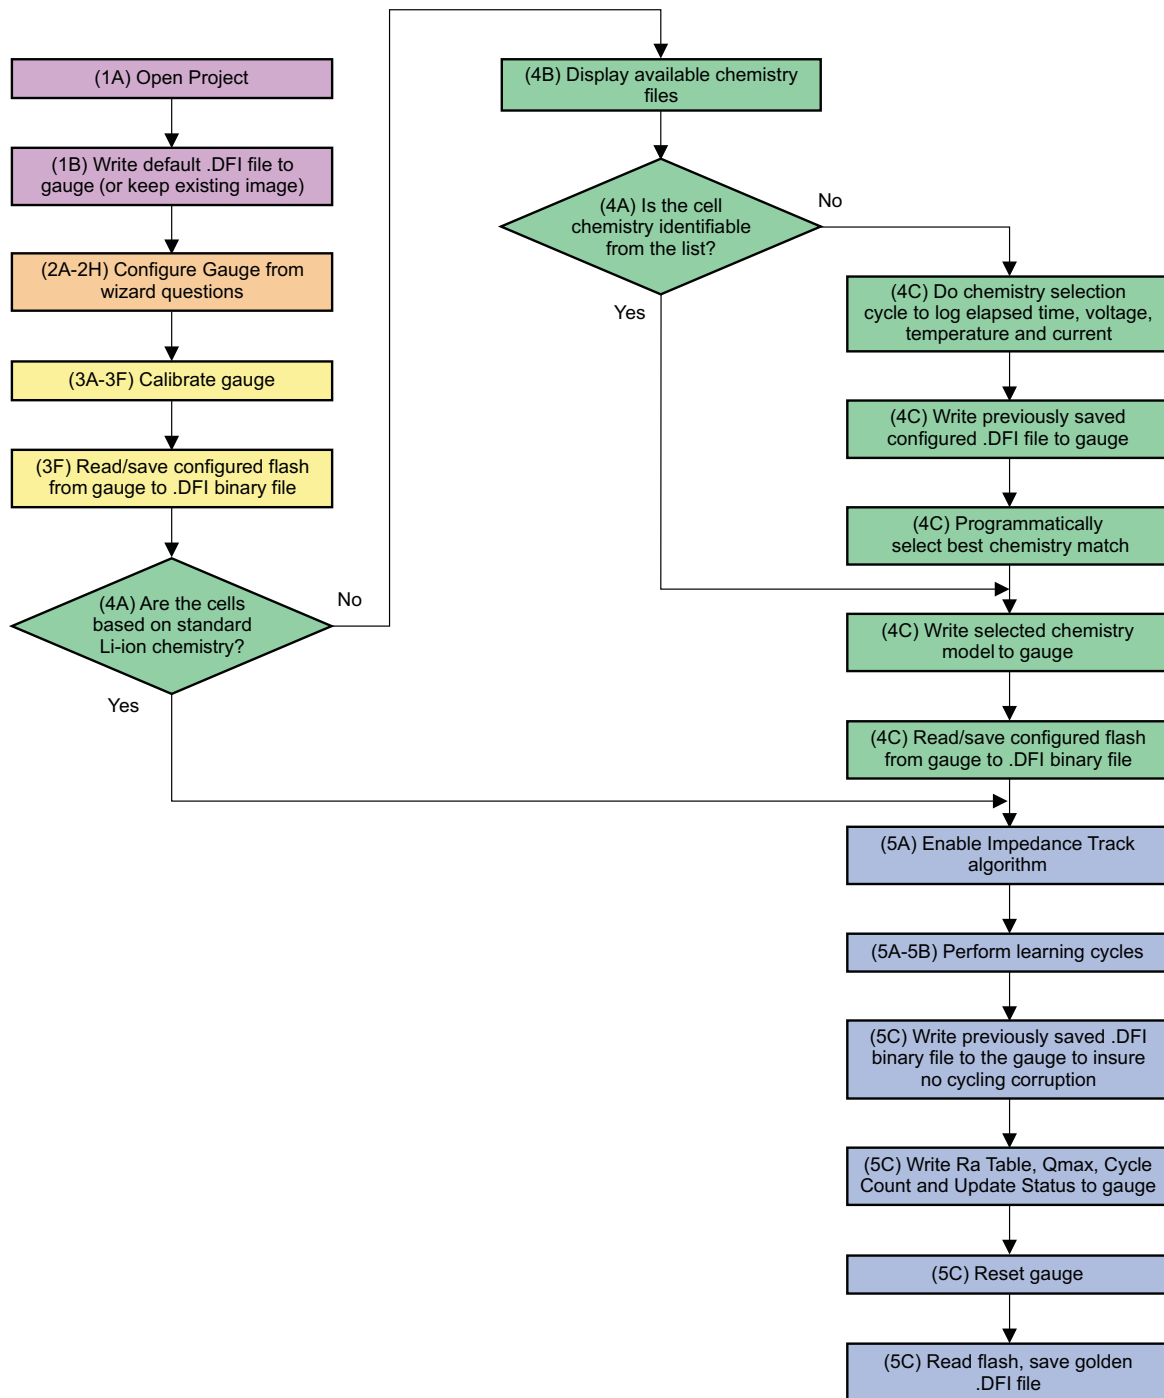 (1A) Open Project
(1B) Write default .DFI file to
gauge (or keep existing image)
(2A-2H) Configure Gauge from
wizard questions
(3A-3F) Calibrate gauge
(3F) Read/save configured flash
from gauge to .DFI binary file
(4A) Are the cells
based on standard
Li-ion chemistry?
No
Yes
(4B) Display available chemistry
files
(4A) Is the cell
chemistry identifiable
from the list?
No
Yes
(4C) Do chemistry selection
cycle to log elapsed time, voltage,
temperature and current
(4C) Write previously saved
configured .DFI file to gauge
(4C) Programmatically
select best chemistry match
(4C) Write selected chemistry
model to gauge
(4C) Read/save configured flash
from gauge to .DFI binary file
(5A) Enable Impedance Track
algorithm
(5A-5B) Perform learning cycles
(5C) Write previously saved .DFI
binary file to the gauge to insure
no cycling corruption
(5C) Write Ra Table, Qmax, Cycle
Count and Update Status to gauge
(5C) Reset gauge
(5C) Read flash, save golden
.DFI file